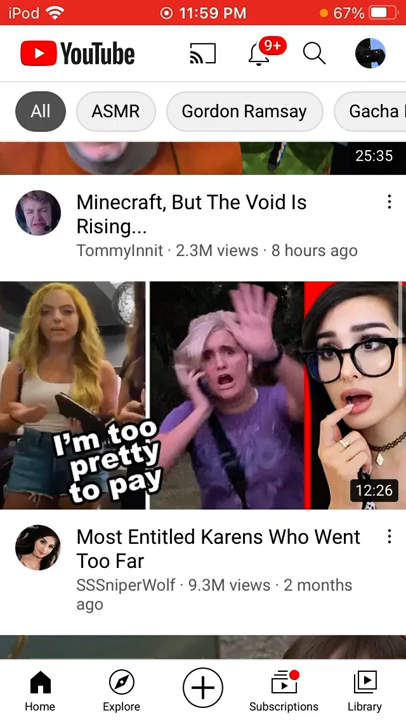 iPod 11:59 PM 67%
YouTube 9+
All ASMR Gordon Ramsay Gacha
25:35
Minecraft, But The Void Is
Rising...
TommyInnit · 2.3M views · 8 hours ago
I'm too
pretty
to pay
12:26
Most Entitled Karens Who Went
Too Far
SSSniperWolf · 9.3M views · 2 months
ago
Home Explore Subscriptions Library